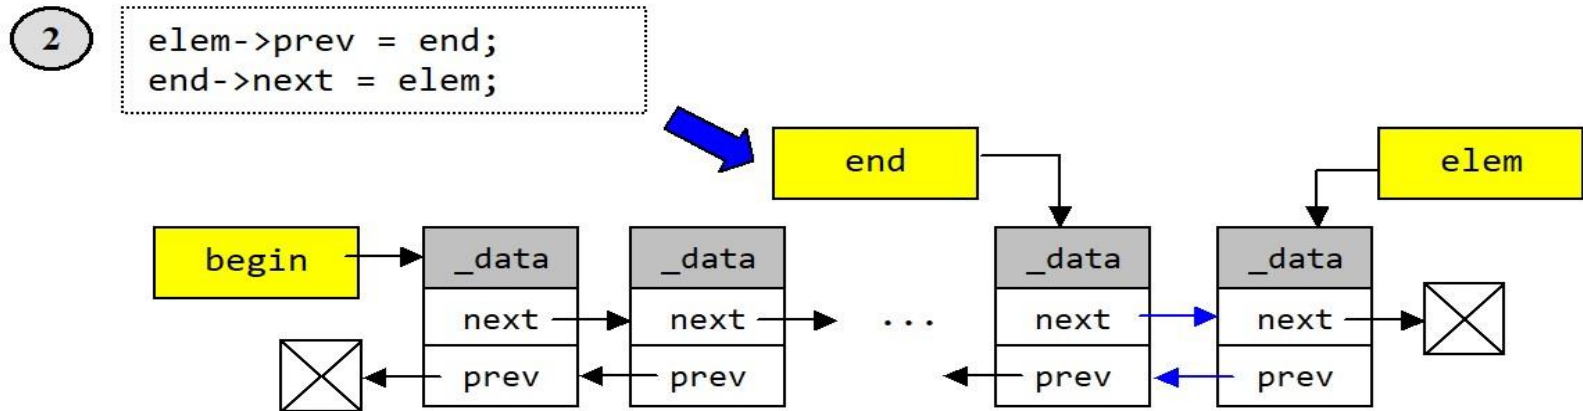 2
elem->prev = end;
end->next = elem;
end
elem
begin
_data
_data
_data
_data
next
next
...
next
next
prev
prev
prev
prev